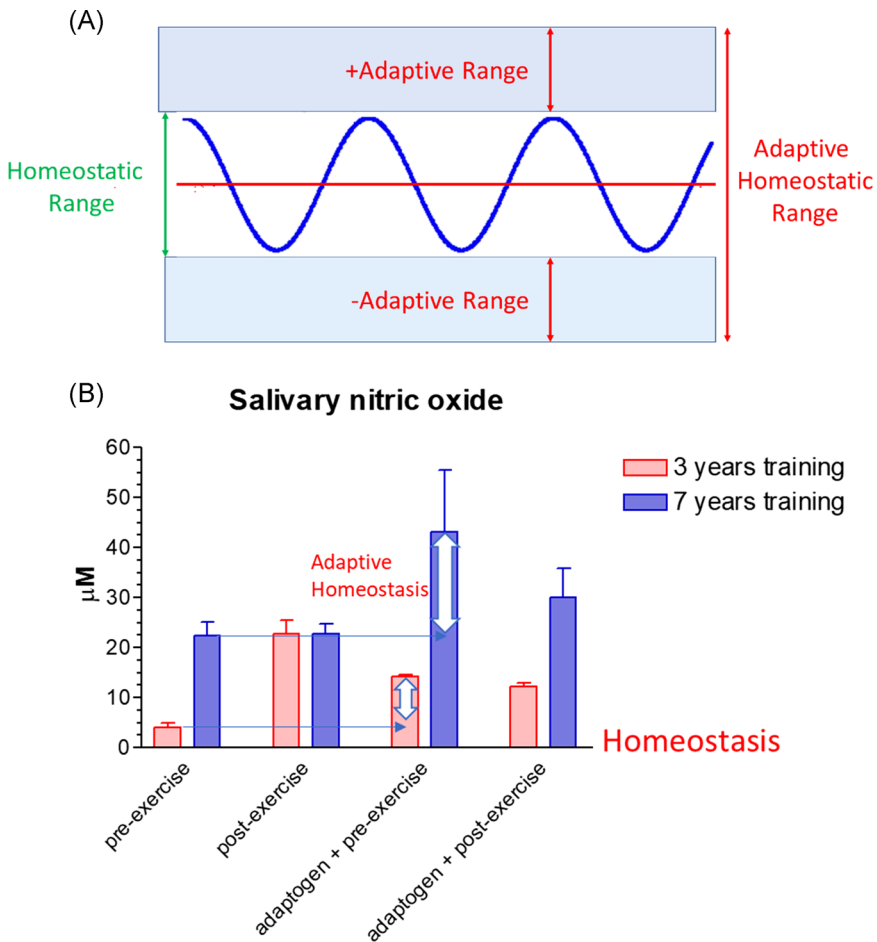 (A)
+Adaptive Range
Homeostatic
Range
Adaptive
Homeostatic
Range
-Adaptive Range
(B)
Salivary nitric oxide
60
50
40
30
20
10
0
μM
3 years training
7 years training
Adaptive
Homeostasis
Homeostasis
pre-exercise
post-exercise
adaptogen + pre-exercise
adaptogen + post-exercise